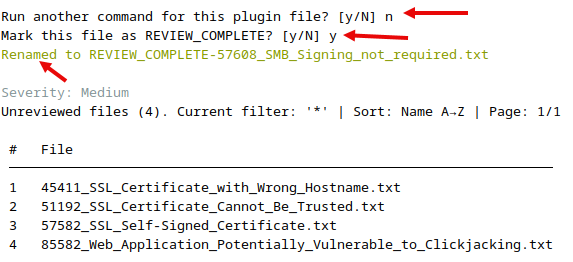 Run another command for this plugin file? [y/N] n
Mark this file as REVIEW_COMPLETE? [y/N] y
Renamed to REVIEW_COMPLETE-57608_SMB_Signing_not_required.txt
Severity: Medium
Unreviewed files (4). Current filter: '*' | Sort: Name A→Z | Page: 1/1
# File
1 45411_SSL_Certificate_with_Wrong_Hostname.txt
2 51192_SSL_Certificate_Cannot_Be_Trusted.txt
3 57582_SSL_Self-Signed_Certificate.txt
4 85582_Web_Application_Potentially_Vulnerable_to_Clickjacking.txt